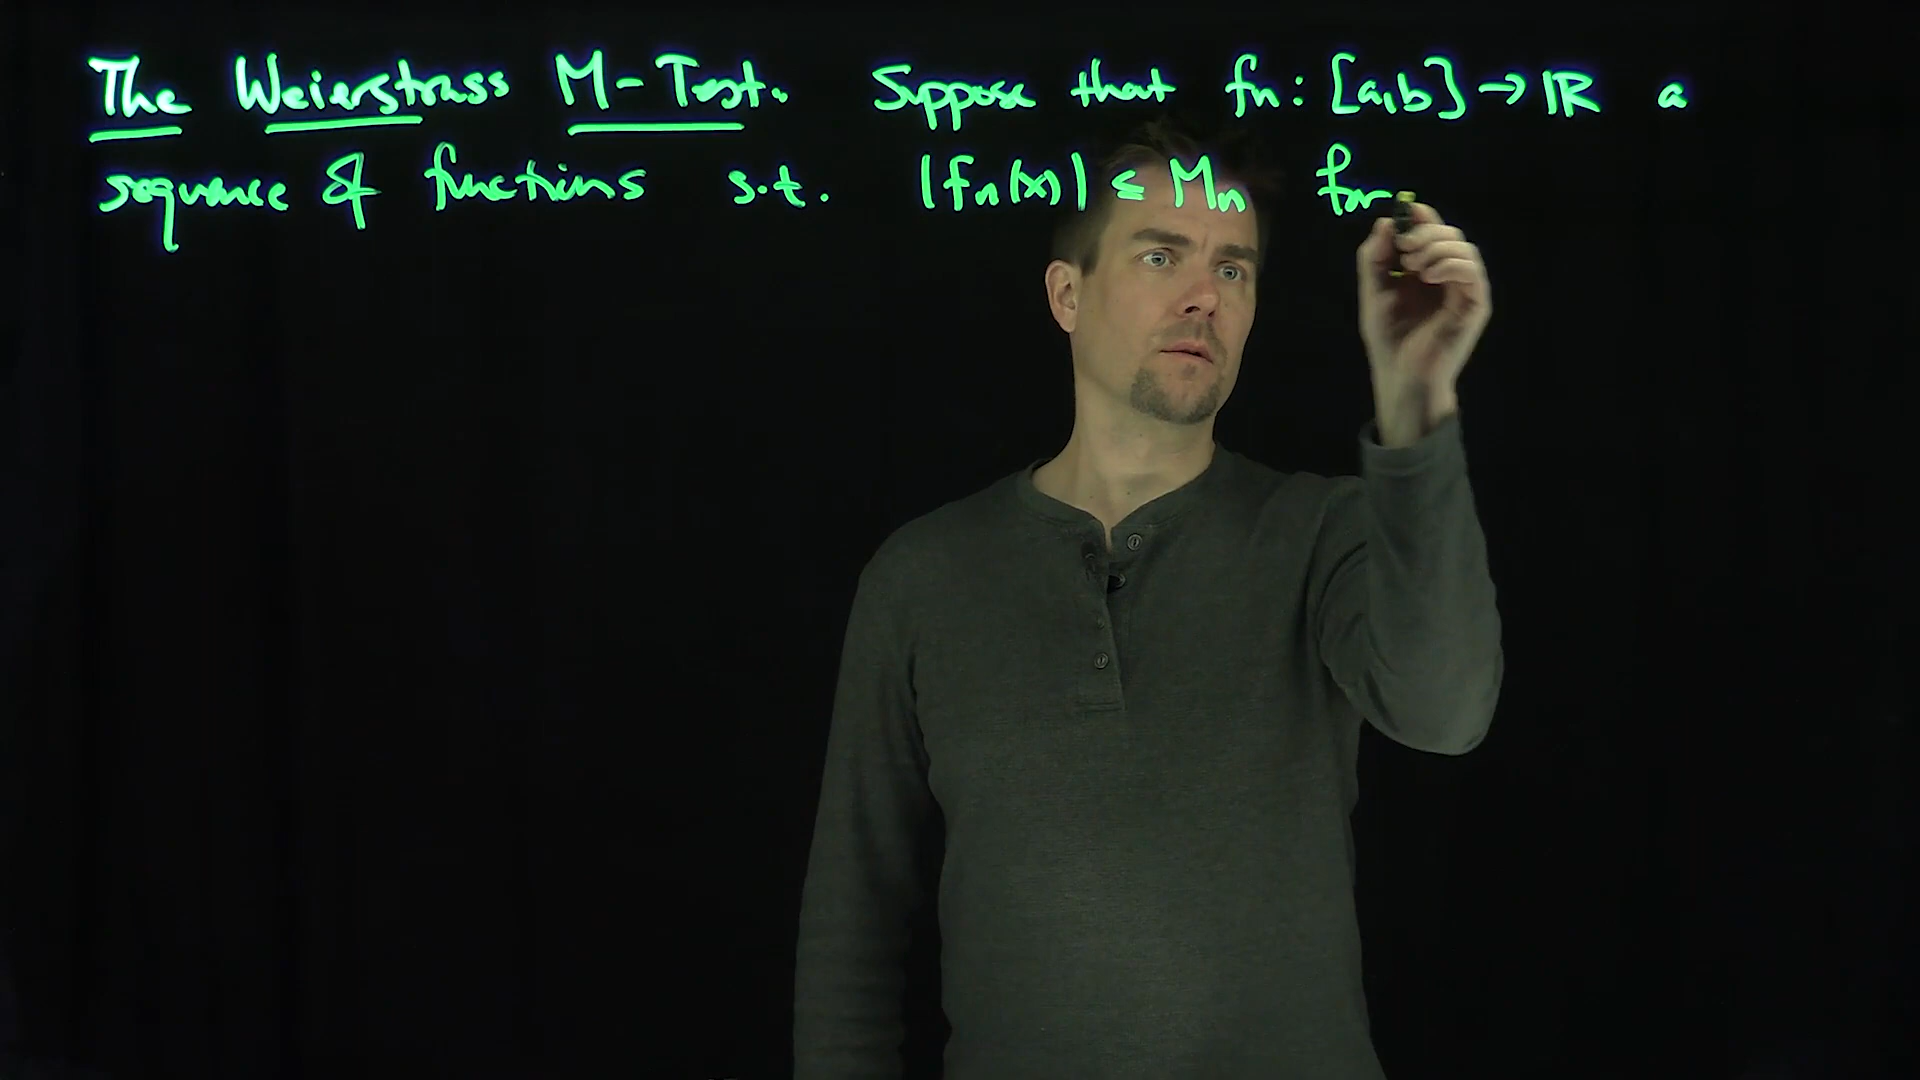 The Weierstrass M-Test. Suppose that fn: [a,b] → ℝ a
sequence of functions s.t. |fn(x)| ≤ Mn for